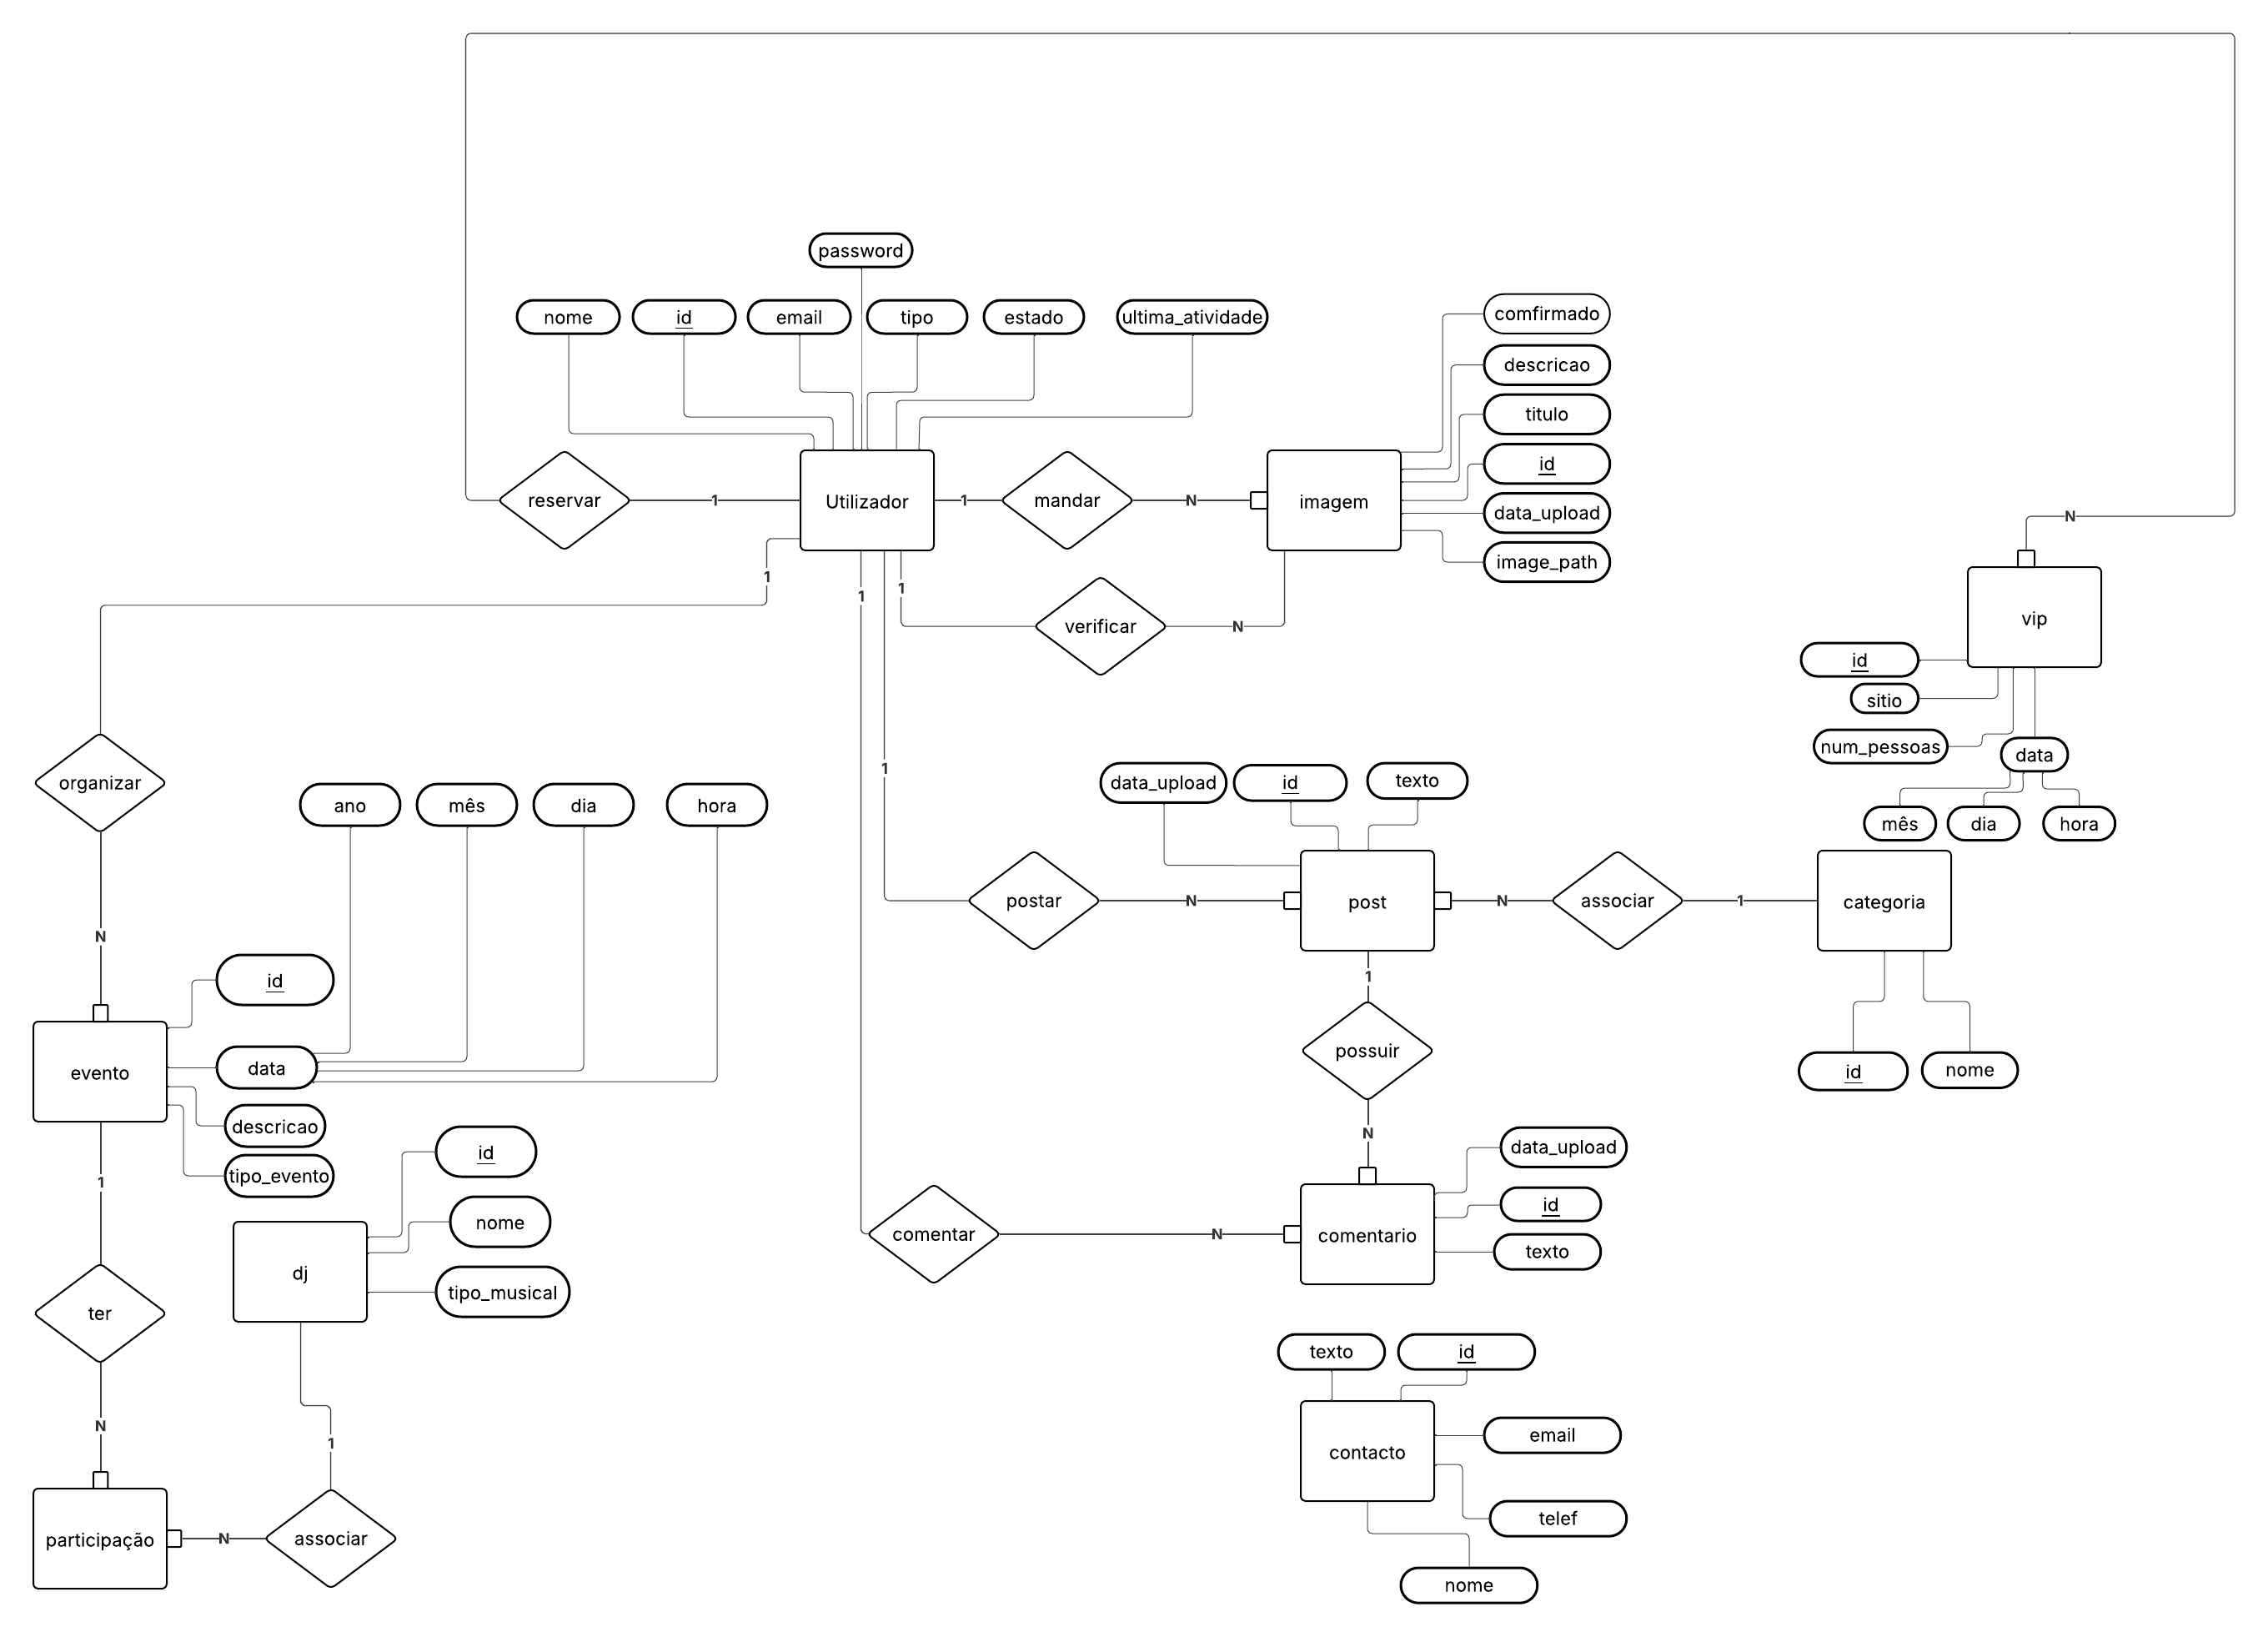 password
nome
id
email
tipo
estado
ultima_atividade
comfirmado
descricao
titulo
id
data_upload
image_path
reservar
1
Utilizador
1
mandar
N
imagem
N
1
1
1
verificar
N
vip
id
sitio
num_pessoas
data
mês
dia
hora
organizar
1
ano
mês
dia
hora
data_upload
id
texto
postar
N
post
N
associar
1
categoria
N
id
1
possuir
id
nome
evento
data
descricao
tipo_evento
N
data_upload
id
texto
1
id
nome
tipo_musical
dj
comentar
N
comentario
ter
texto
id
N
1
email
contacto
telef
participação
N
associar
nome